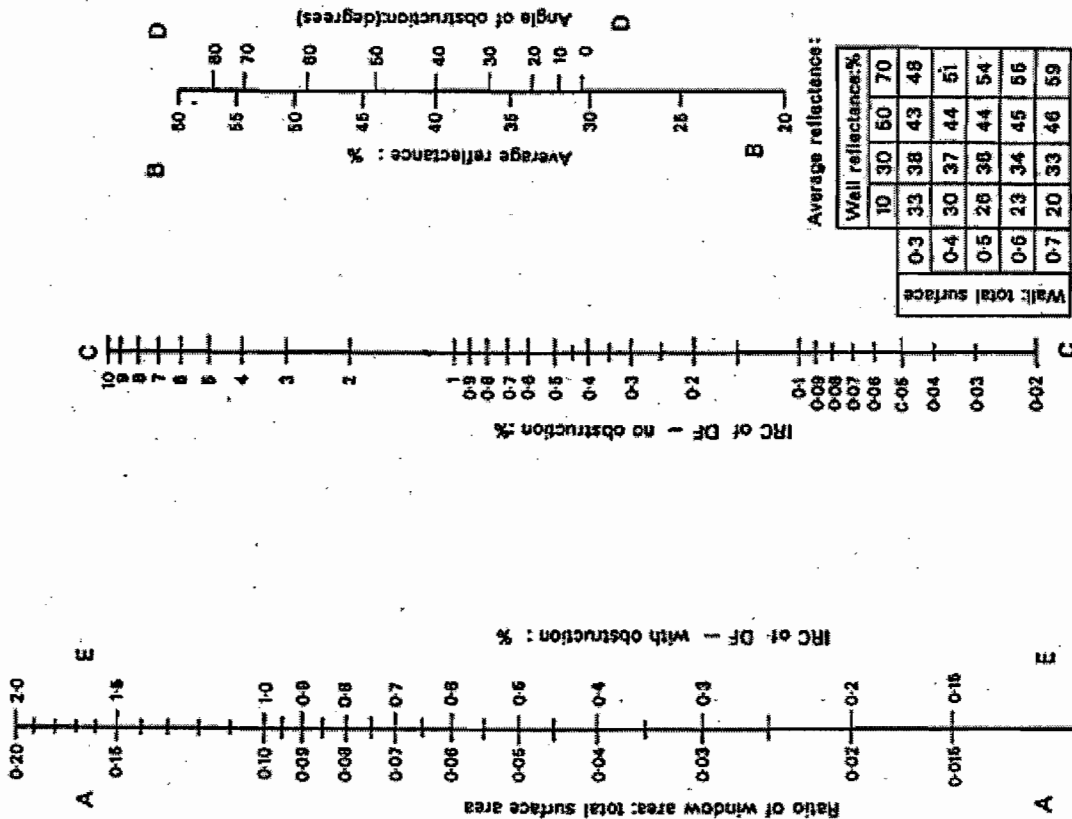 A
Ratio of window area: total surface area
0·20
0·15
0·10
0·09
0·08
0·07
0·06
0·05
0·04
0·03
0·02
0·015
A
E
IRC of DF – with obstruction : %
2·0
1·5
1·0
0·9
0·8
0·7
0·6
0·5
0·4
0·3
0·2
0·15
E
C
IRC of DF – no obstruction : %
10
9
8
7
6
5
4
3
2
1
0·9
0·8
0·7
0·6
0·5
0·4
0·3
0·2
0·1
0·09
0·08
0·07
0·06
0·05
0·04
0·03
0·02
C
B
Average reflectance : %
60
55
50
45
40
35
30
25
20
B
D
Angle of obstruction:(degrees)
80
70
60
50
40
30
20
10
0
D
Average reflectance:
Wall reflectance:%
10 30 50 70
Wall: total surface
0·3 33 38 43 48
0·4 30 37 44 51
0·5 26 36 44 54
0·6 23 34 45 56
0·7 20 33 46 59